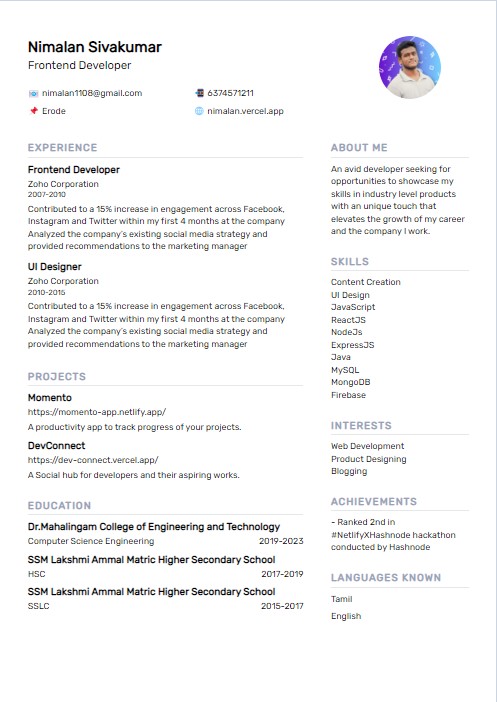 Nimalan Sivakumar
Frontend Developer
nimalan1108@gmail.com
6374571211
Erode
nimalan.vercel.app
EXPERIENCE
Frontend Developer
Zoho Corporation
2007-2010
Contributed to a 15% increase in engagement across Facebook,
Instagram and Twitter within my first 4 months at the company
Analyzed the company's existing social media strategy and
provided recommendations to the marketing manager
UI Designer
Zoho Corporation
2010-2015
Contributed to a 15% increase in engagement across Facebook,
Instagram and Twitter within my first 4 months at the company
Analyzed the company's existing social media strategy and
provided recommendations to the marketing manager
PROJECTS
Momento
https://momento-app.netlify.app/
A productivity app to track progress of your projects.
DevConnect
https://dev-connect.vercel.app/
A Social hub for developers and their aspiring works.
EDUCATION
Dr.Mahalingam College of Engineering and Technology
Computer Science Engineering 2019-2023
SSM Lakshmi Ammal Matric Higher Secondary School
HSC 2017-2019
SSM Lakshmi Ammal Matric Higher Secondary School
SSLC 2015-2017
ABOUT ME
An avid developer seeking for
opportunities to showcase my
skills in industry level products
with an unique touch that
elevates the growth of my career
and the company I work.
SKILLS
Content Creation
UI Design
JavaScript
ReactJS
NodeJs
ExpressJS
Java
MySQL
MongoDB
Firebase
INTERESTS
Web Development
Product Designing
Blogging
ACHIEVEMENTS
- Ranked 2nd in
#NetlifyXHashnode hackathon
conducted by Hashnode
LANGUAGES KNOWN
Tamil
English